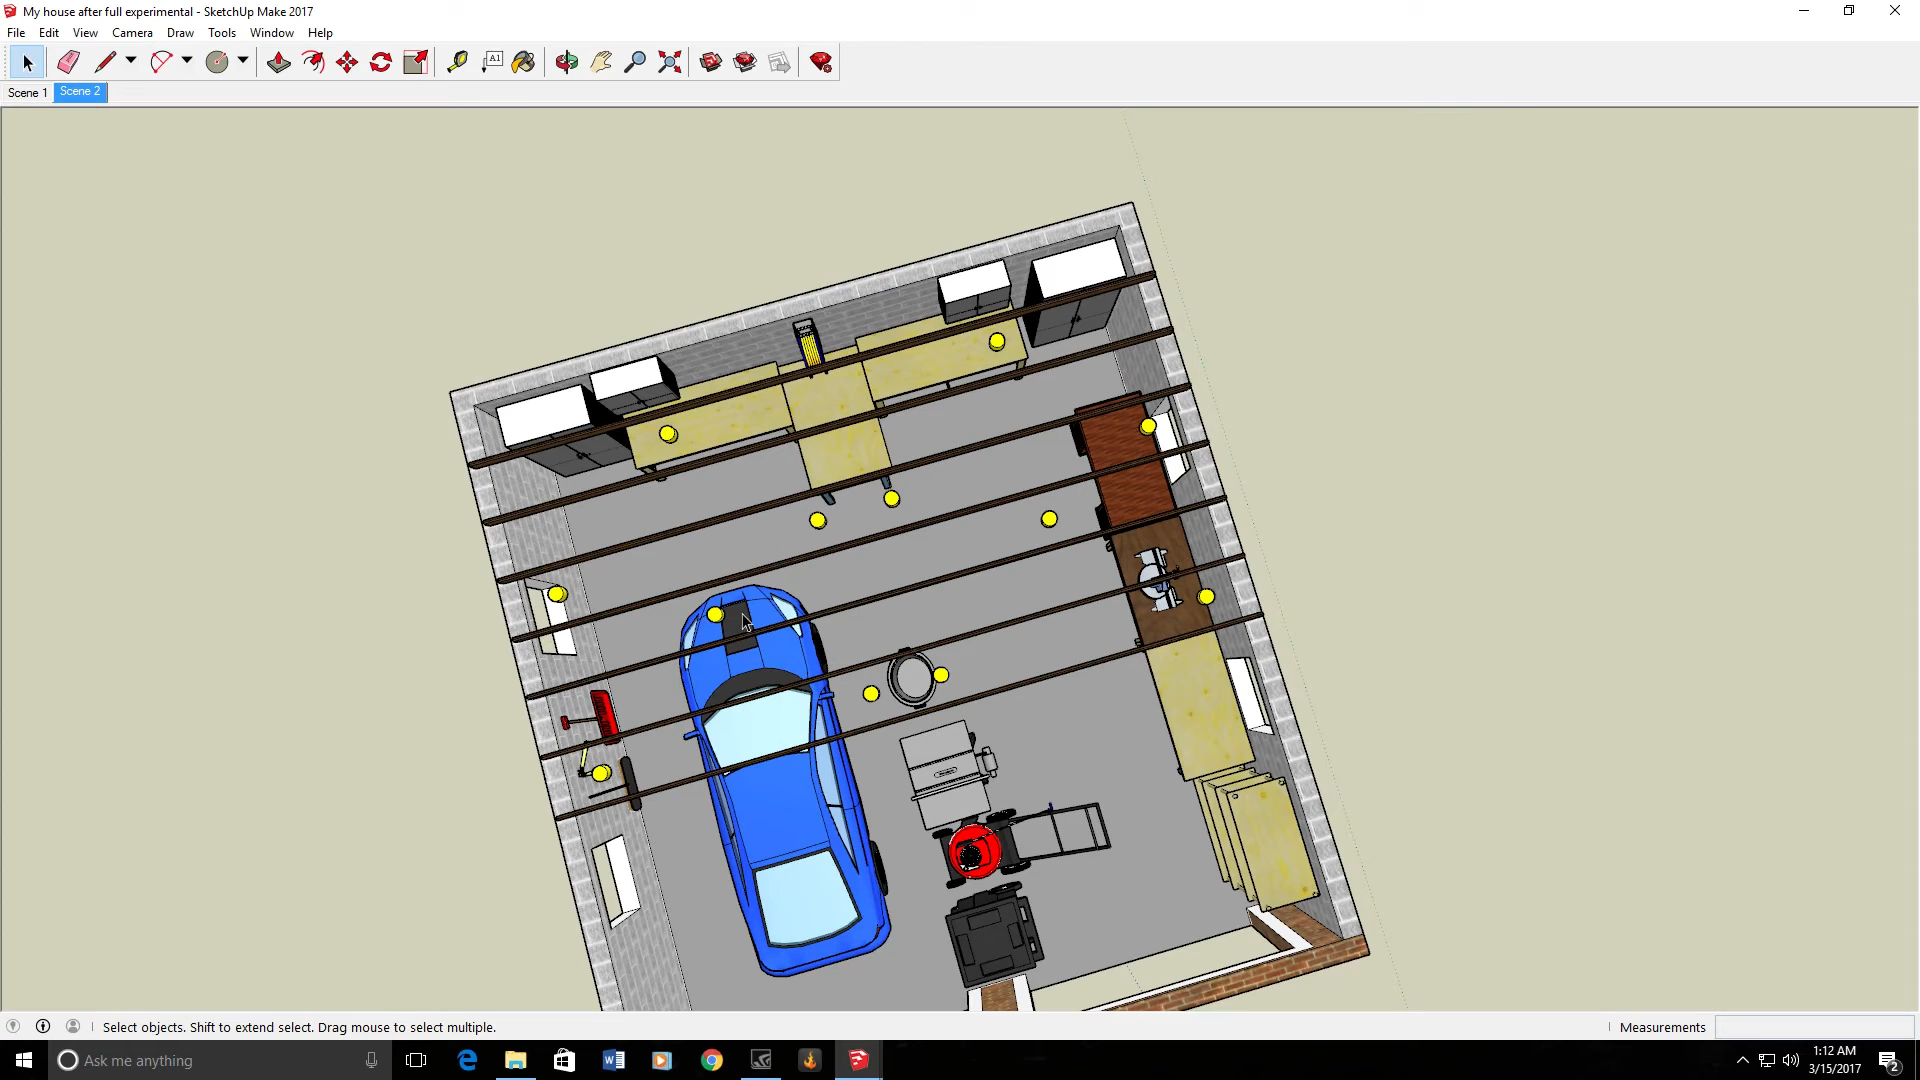 My house after full experimental - SketchUp Make 2017
File Edit View Camera Draw Tools Window Help
A1
Scene 1 Scene 2
Select objects. Shift to extend select. Drag mouse to select multiple.
Measurements
Ask me anything
1:12 AM
3/15/2017
2